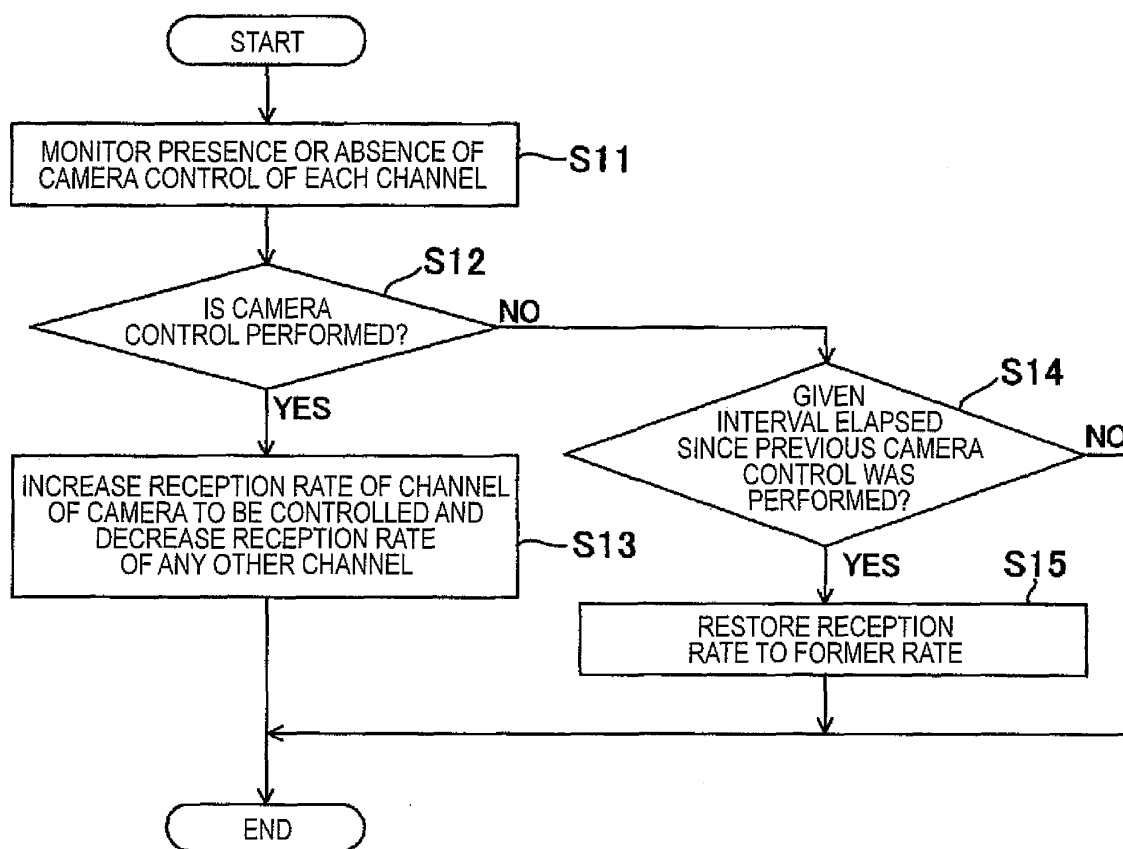 START
MONITOR PRESENCE OR ABSENCE OF
CAMERA CONTROL OF EACH CHANNEL
S11
S12
IS CAMERA
CONTROL PERFORMED?
NO
YES
S14
GIVEN
INTERVAL ELAPSED
SINCE PREVIOUS CAMERA
CONTROL WAS
PERFORMED?
NO
YES
INCREASE RECEPTION RATE OF CHANNEL
OF CAMERA TO BE CONTROLLED AND
DECREASE RECEPTION RATE
OF ANY OTHER CHANNEL
S13
S15
RESTORE RECEPTION
RATE TO FORMER RATE
END